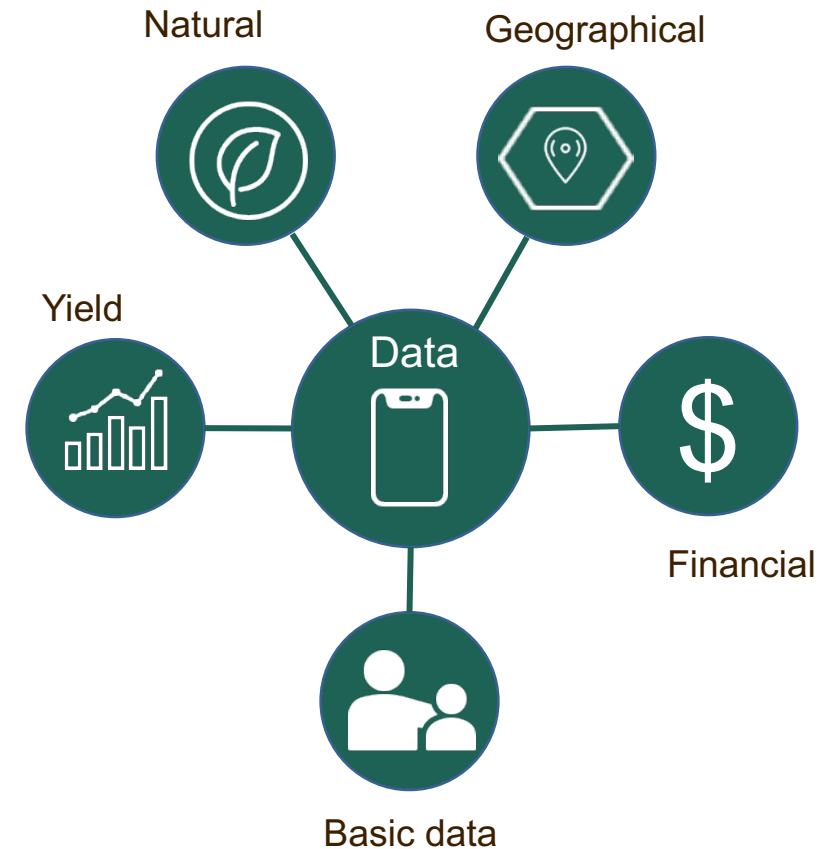 Natural
Geographical
Yield
Data
$
Financial
Basic data